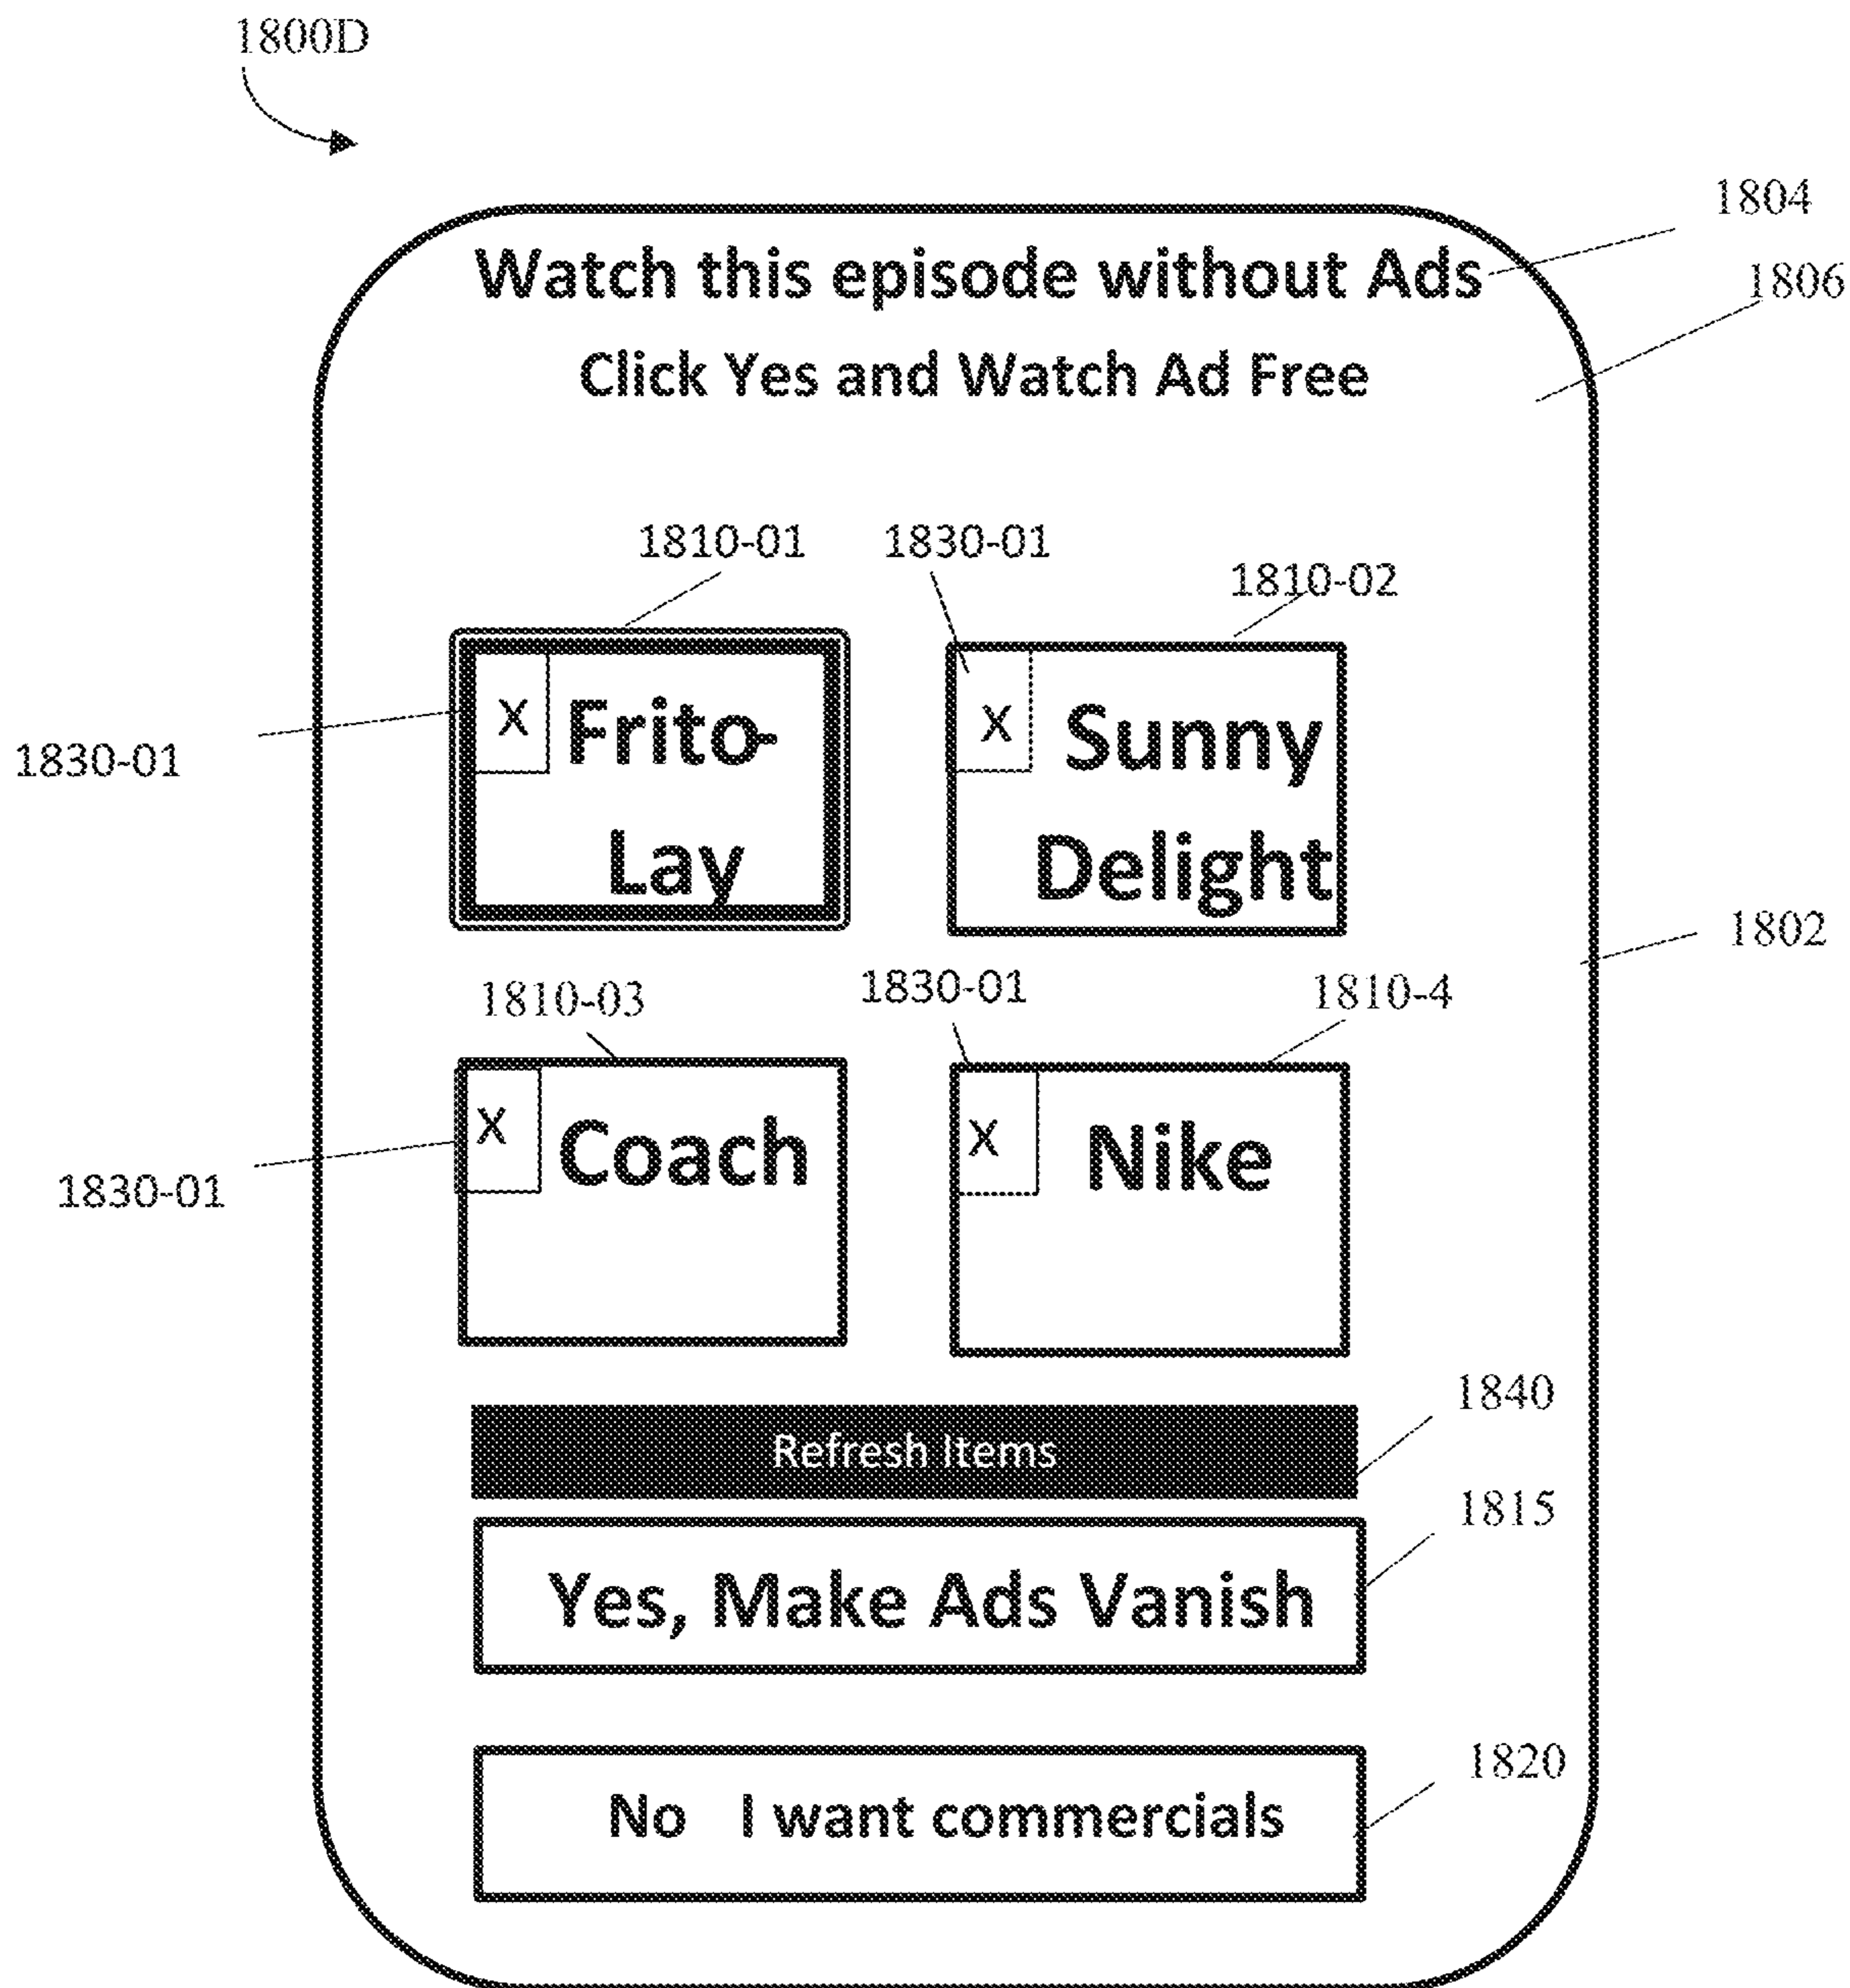 1800D
1804
Watch this episode without Ads
1806
Click Yes and Watch Ad Free
1810-01
1830-01
1810-02
1830-01
X
Frito-
Lay
X
Sunny
Delight
1802
1810-03
1830-01
1810-4
1830-01
X
Coach
X
Nike
1840
Refresh Items
1815
Yes, Make Ads Vanish
1820
No I want commercials